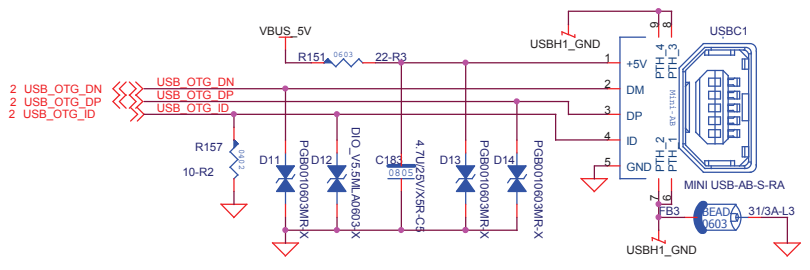 VBUS_5V
R151
0603
22-R3
USBH1_GND
9
8
USBC1
PTH_4
PTH_3
1
+5V
2 USB_OTG_DN
USB_OTG_DN
2
DM
2 USB_OTG_DP
USB_OTG_DP
3
DP
2 USB_OTG_ID
USB_OTG_ID
4
ID
5
GND
Mini-AB
PTH_2
PTH_1
R157
0402
10-R2
D11
PGB0010603MR-X
D12
DIO_V5.5MLA0603-X
C183
0805
4.7U/25V/X5R-C5
D13
PGB0010603MR-X
D14
PGB0010603MR-X
MINI USB-AB-S-RA
7
6
FB3
BEAD
0603
31/3A-L3
USBH1_GND